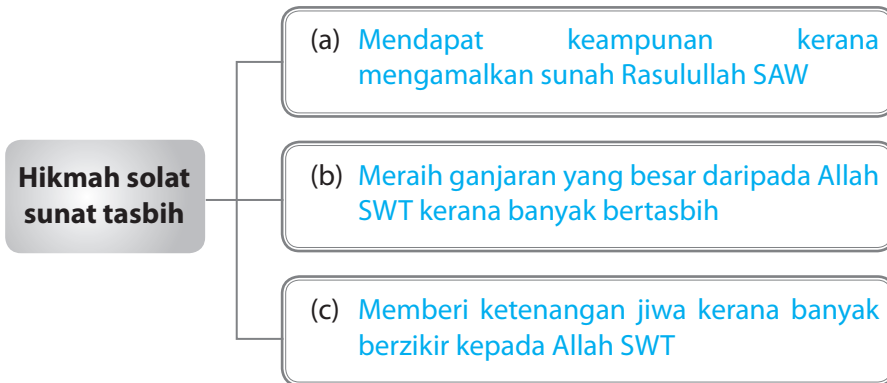 (a) Mendapat keampunan kerana
mengamalkan sunah Rasulullah SAW
Hikmah solat
sunat tasbih
(b) Meraih ganjaran yang besar daripada Allah
SWT kerana banyak bertasbih
(c) Memberi ketenangan jiwa kerana banyak
berzikir kepada Allah SWT